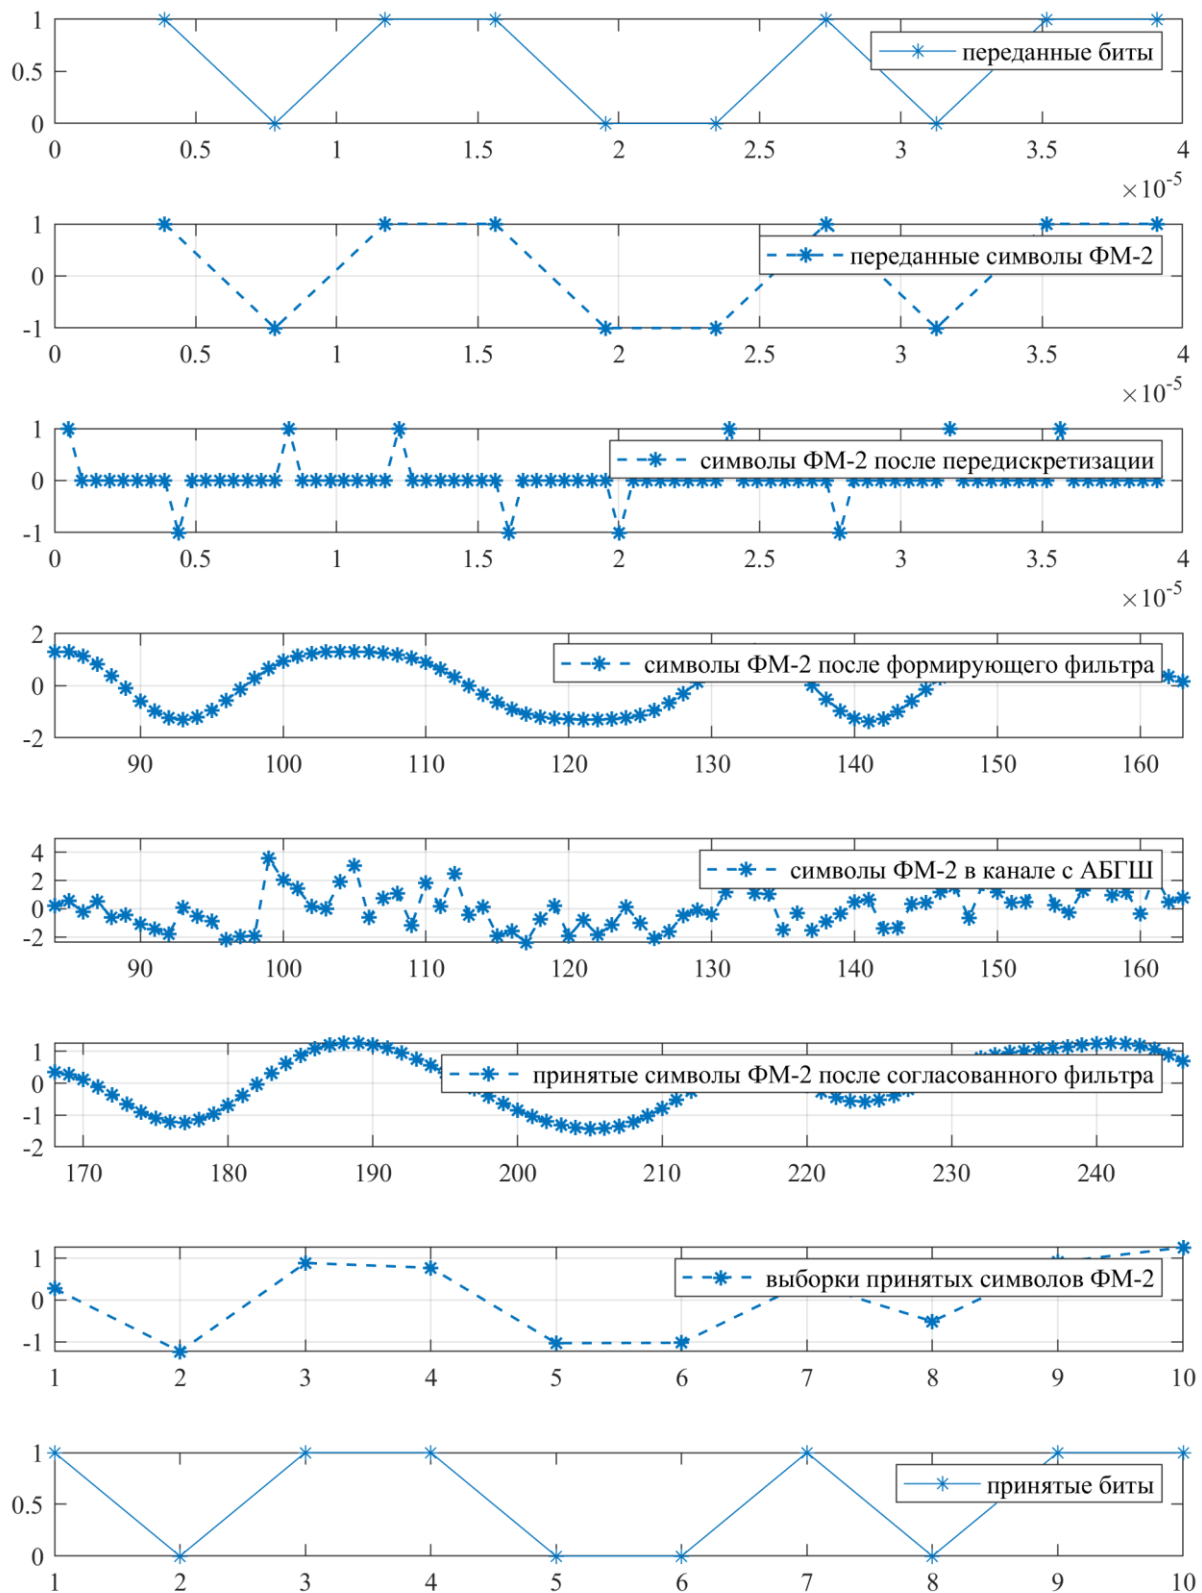 1
переданные биты
0.5
0
0 0.5 1 1.5 2 2.5 3 3.5 4
×10⁻⁵
1
переданные символы ФМ-2
0
-1
0 0.5 1 1.5 2 2.5 3 3.5 4
×10⁻⁵
1
символы ФМ-2 после передискретизации
0
-1
0 0.5 1 1.5 2 2.5 3 3.5 4
×10⁻⁵
2
символы ФМ-2 после формирующего фильтра
0
-2
90 100 110 120 130 140 150 160
4
символы ФМ-2 в канале с АБГШ
2
0
-2
90 100 110 120 130 140 150 160
1
принятые символы ФМ-2 после согласованного фильтра
0
-1
-2
170 180 190 200 210 220 230 240
1
выборки принятых символов ФМ-2
0
-1
1 2 3 4 5 6 7 8 9 10
1
принятые биты
0.5
0
1 2 3 4 5 6 7 8 9 10